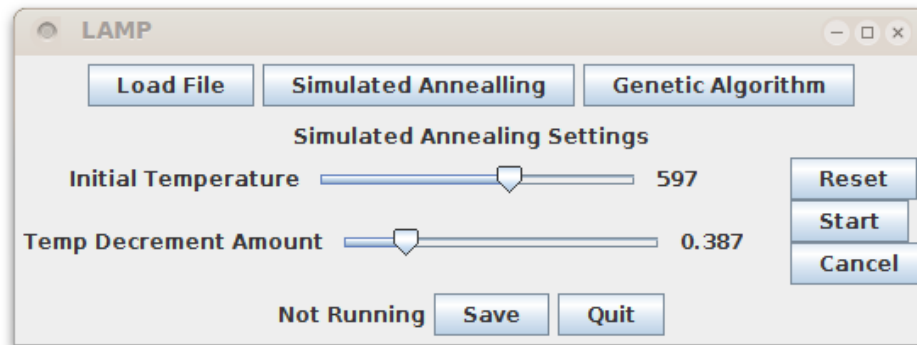 LAMP
Load File Simulated Annealling Genetic Algorithm
Simulated Annealing Settings
Initial Temperature 597 Reset
Start
Temp Decrement Amount 0.387
Cancel
Not Running Save Quit